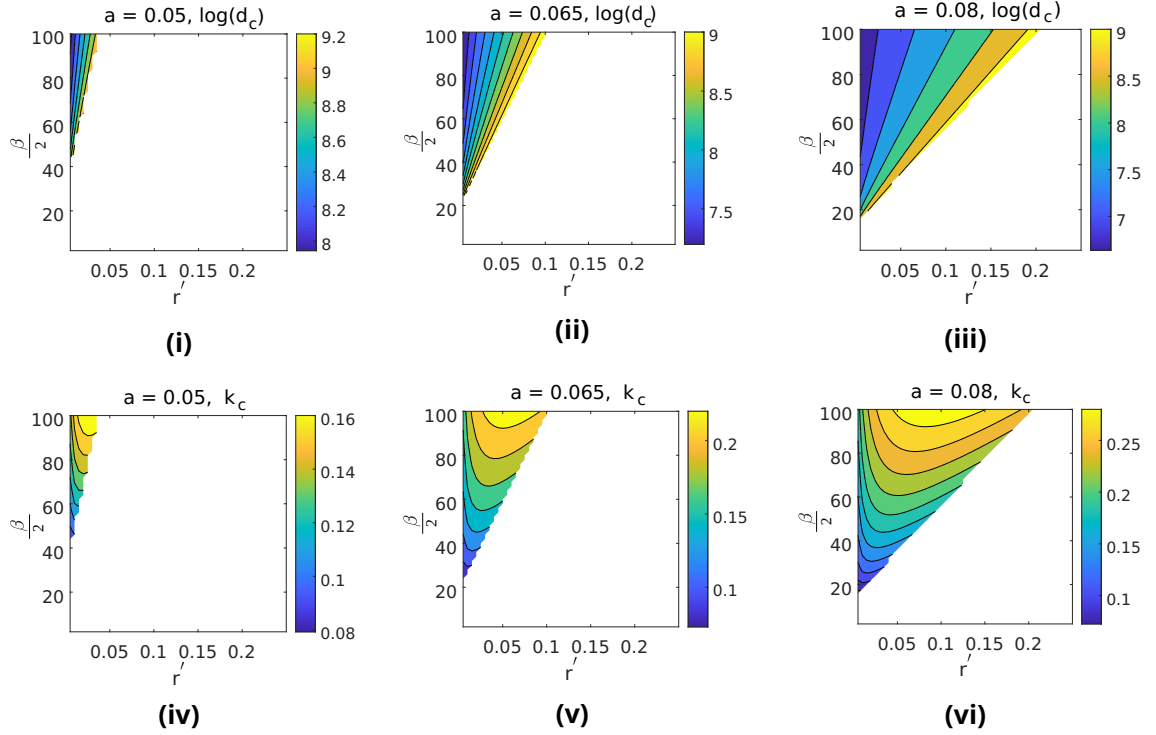 a = 0.05, log(d_c)
100
80
60
40
20
β/2
0.05 0.1 0.15 0.2
r′
9.2
9
8.8
8.6
8.4
8.2
8
(i)
a = 0.065, log(d_c)
100
80
60
40
20
β/2
0.05 0.1 0.15 0.2
r′
9
8.5
8
7.5
(ii)
a = 0.08, log(d_c)
100
80
60
40
20
β/2
0.05 0.1 0.15 0.2
r′
9
8.5
8
7.5
7
(iii)
a = 0.05, k_c
100
80
60
40
20
β/2
0.05 0.1 0.15 0.2
r′
0.16
0.14
0.12
0.1
0.08
(iv)
a = 0.065, k_c
100
80
60
40
20
β/2
0.05 0.1 0.15 0.2
r′
0.2
0.15
0.1
(v)
a = 0.08, k_c
100
80
60
40
20
β/2
0.05 0.1 0.15 0.2
r′
0.25
0.2
0.15
0.1
(vi)